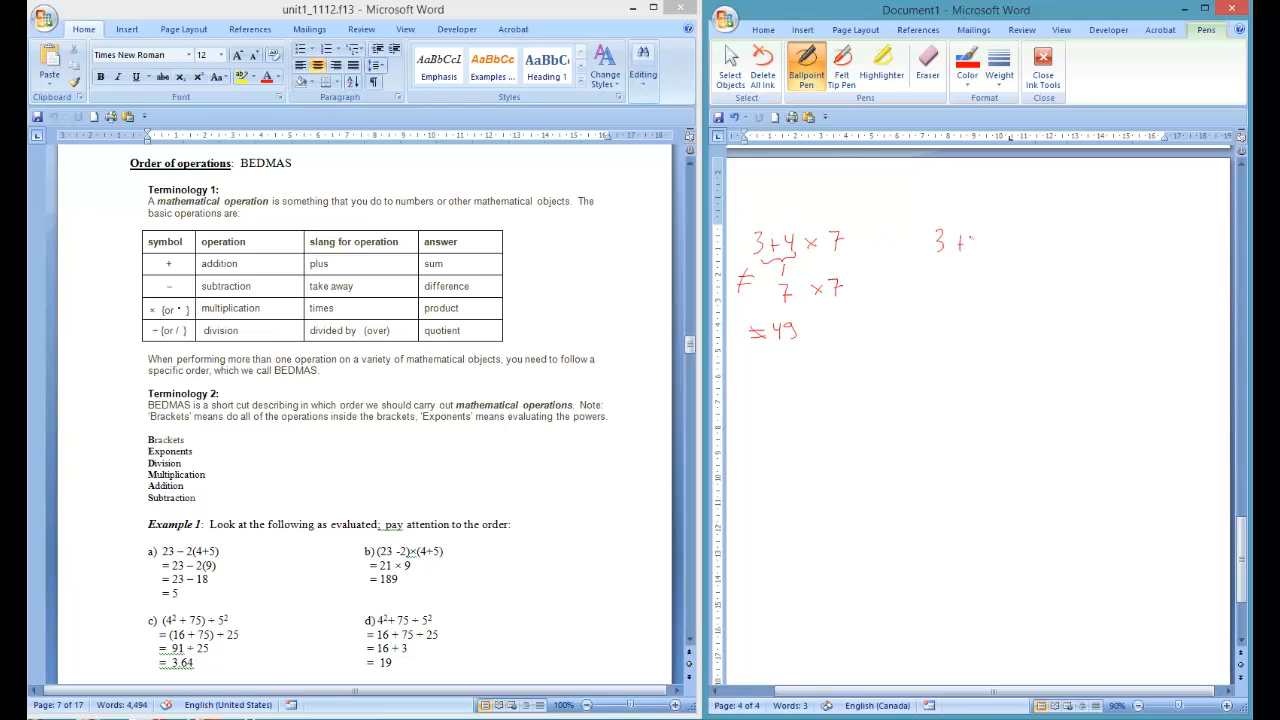 unit1_1112.f13 - Microsoft Word
Home Insert Page Layout References Mailings Review View Developer Acrobat
Times New Roman 12
AaBbCcI AaBbCc AaBbC
Paste Emphasis Examples ... Heading 1 Change Styles Editing
Clipboard Font Paragraph Styles
Order of operations: BEDMAS
Terminology 1:
A mathematical operation is something that you do to numbers or other mathematical objects. The
basic operations are:
symbol operation slang for operation answer
+ addition plus sum
− subtraction take away difference
× {or • } multiplication times product
÷ {or / } division divided by (over) quotient
When performing more than one operation on a variety of mathematical objects, you need to follow a
specific order, which we call BEDMAS.
Terminology 2:
BEDMAS is a short cut describing in which order we should carry out mathematical operations. Note:
'Brackets' means do all of the operations inside the brackets, 'Exponents' means evaluating the powers.
Brackets
Exponents
Division
Multiplication
Addition
Subtraction
Example 1: Look at the following as evaluated; pay attention to the order:
a) 23 – 2(4+5)
= 23 – 2(9)
= 23 – 18
= 5
b) (23 -2)×(4+5)
= 21 × 9
= 189
c) (4² + 75) ÷ 5²
= (16 + 75) ÷ 25
= 91 ÷ 25
= 3.64
d) 4²+ 75 ÷ 5²
= 16 + 75 ÷ 25
= 16 + 3
= 19
Page: 7 of 17 Words: 4,494 English (United States) 100%
Document1 - Microsoft Word
Home Insert Page Layout References Mailings Review View Developer Acrobat Pens
Select Objects Delete All Ink Ballpoint Pen Felt Tip Pen Highlighter Eraser Color Weight Close Ink Tools
Select Pens Format Close
3 + 4 × 7 3 +
≠ 7 × 7
≠ 49
Page: 4 of 4 Words: 3 English (Canada) 90%